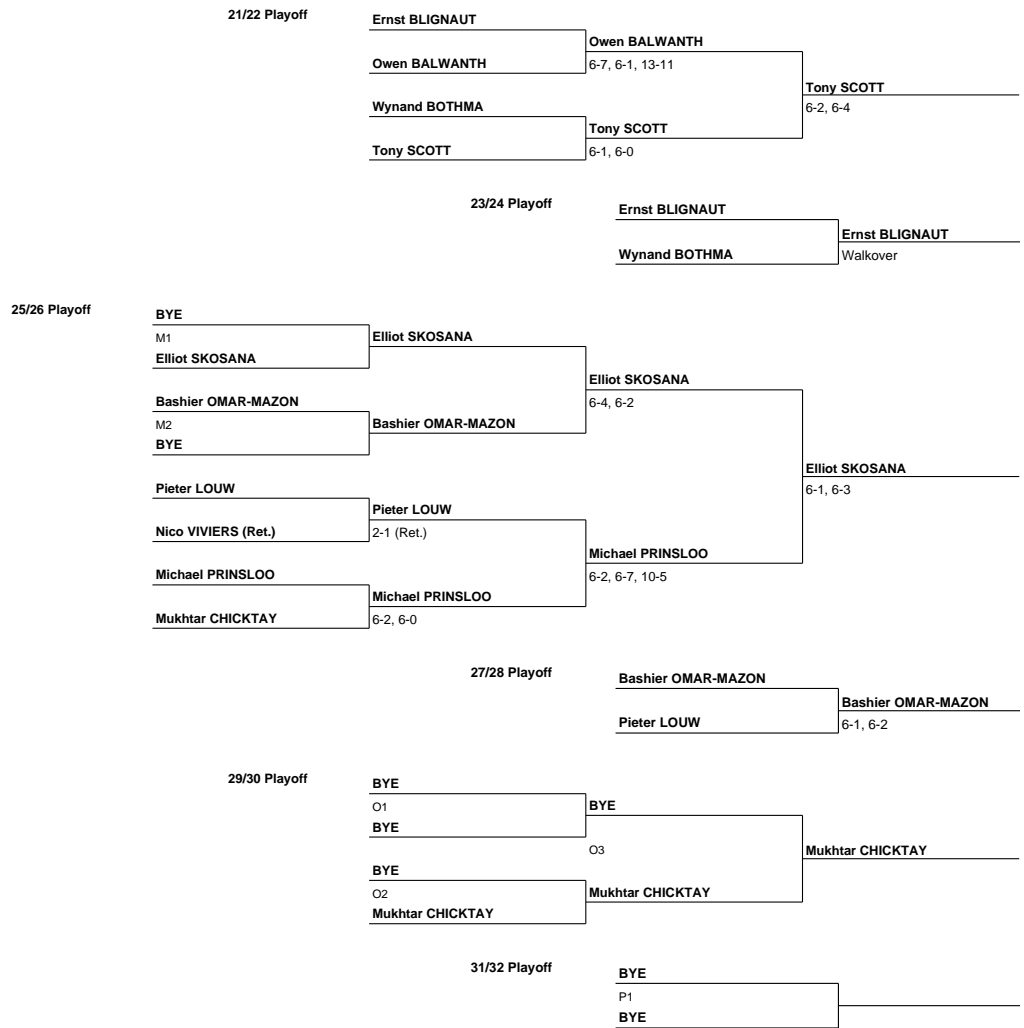 21/22 Playoff
Ernst BLIGNAUT
Owen BALWANTH
Owen BALWANTH
6-7, 6-1, 13-11
Tony SCOTT
Wynand BOTHMA
6-2, 6-4
Tony SCOTT
Tony SCOTT
6-1, 6-0
23/24 Playoff
Ernst BLIGNAUT
Ernst BLIGNAUT
Wynand BOTHMA
Walkover
25/26 Playoff
BYE
M1
Elliot SKOSANA
Elliot SKOSANA
Elliot SKOSANA
Bashier OMAR-MAZON
6-4, 6-2
M2
Bashier OMAR-MAZON
BYE
Elliot SKOSANA
Pieter LOUW
6-1, 6-3
Pieter LOUW
Nico VIVIERS (Ret.)
2-1 (Ret.)
Michael PRINSLOO
Michael PRINSLOO
6-2, 6-7, 10-5
Michael PRINSLOO
Mukhtar CHICKTAY
6-2, 6-0
27/28 Playoff
Bashier OMAR-MAZON
Bashier OMAR-MAZON
Pieter LOUW
6-1, 6-2
29/30 Playoff
BYE
O1
BYE
BYE
O3
Mukhtar CHICKTAY
BYE
O2
Mukhtar CHICKTAY
Mukhtar CHICKTAY
31/32 Playoff
BYE
P1
BYE